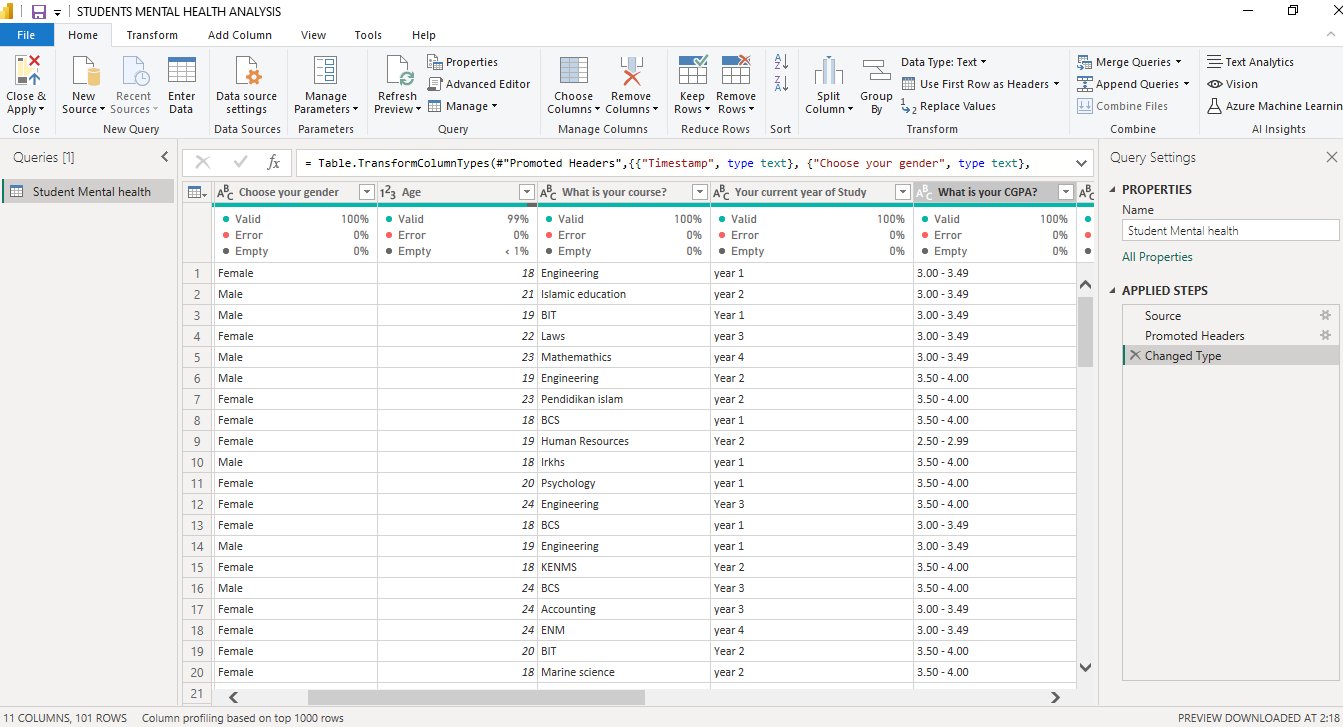 STUDENTS MENTAL HEALTH ANALYSIS
File Home Transform Add Column View Tools Help
Close & Apply
Close
New Source
Recent Sources
Enter Data
New Query
Data source settings
Data Sources
Manage Parameters
Parameters
Refresh Preview
Properties
Advanced Editor
Manage
Query
Choose Columns
Remove Columns
Manage Columns
Keep Rows
Remove Rows
Reduce Rows
Sort
Split Column
Group By
Data Type: Text
Use First Row as Headers
Replace Values
Transform
Merge Queries
Append Queries
Combine Files
Combine
Text Analytics
Vision
Azure Machine Learnin
AI Insights
Queries [1]
Student Mental health
= Table.TransformColumnTypes(#"Promoted Headers",{{"Timestamp", type text}, {"Choose your gender", type text},
Choose your gender Age What is your course? Your current year of Study What is your CGPA?
Valid 100% Valid 99% Valid 100% Valid 100% Valid 100%
Error 0% Error 0% Error 0% Error 0% Error 0%
Empty 0% Empty < 1% Empty 0% Empty 0% Empty 0%
1 Female 18 Engineering year 1 3.00 - 3.49
2 Male 21 Islamic education year 2 3.00 - 3.49
3 Male 19 BIT Year 1 3.00 - 3.49
4 Female 22 Laws year 3 3.00 - 3.49
5 Male 23 Mathemathics year 4 3.00 - 3.49
6 Male 19 Engineering Year 2 3.50 - 4.00
7 Female 23 Pendidikan islam year 2 3.50 - 4.00
8 Female 18 BCS year 1 3.50 - 4.00
9 Female 19 Human Resources Year 2 2.50 - 2.99
10 Male 18 Irkhs year 1 3.50 - 4.00
11 Female 20 Psychology year 1 3.50 - 4.00
12 Female 24 Engineering Year 3 3.50 - 4.00
13 Female 18 BCS year 1 3.00 - 3.49
14 Male 19 Engineering year 1 3.00 - 3.49
15 Female 18 KENMS Year 2 3.50 - 4.00
16 Male 24 BCS Year 3 3.50 - 4.00
17 Female 24 Accounting year 3 3.00 - 3.49
18 Female 24 ENM year 4 3.00 - 3.49
19 Female 20 BIT Year 2 3.50 - 4.00
20 Female 18 Marine science year 2 3.50 - 4.00
21
Query Settings
PROPERTIES
Name
Student Mental health
All Properties
APPLIED STEPS
Source
Promoted Headers
Changed Type
11 COLUMNS, 101 ROWS Column profiling based on top 1000 rows
PREVIEW DOWNLOADED AT 2:18